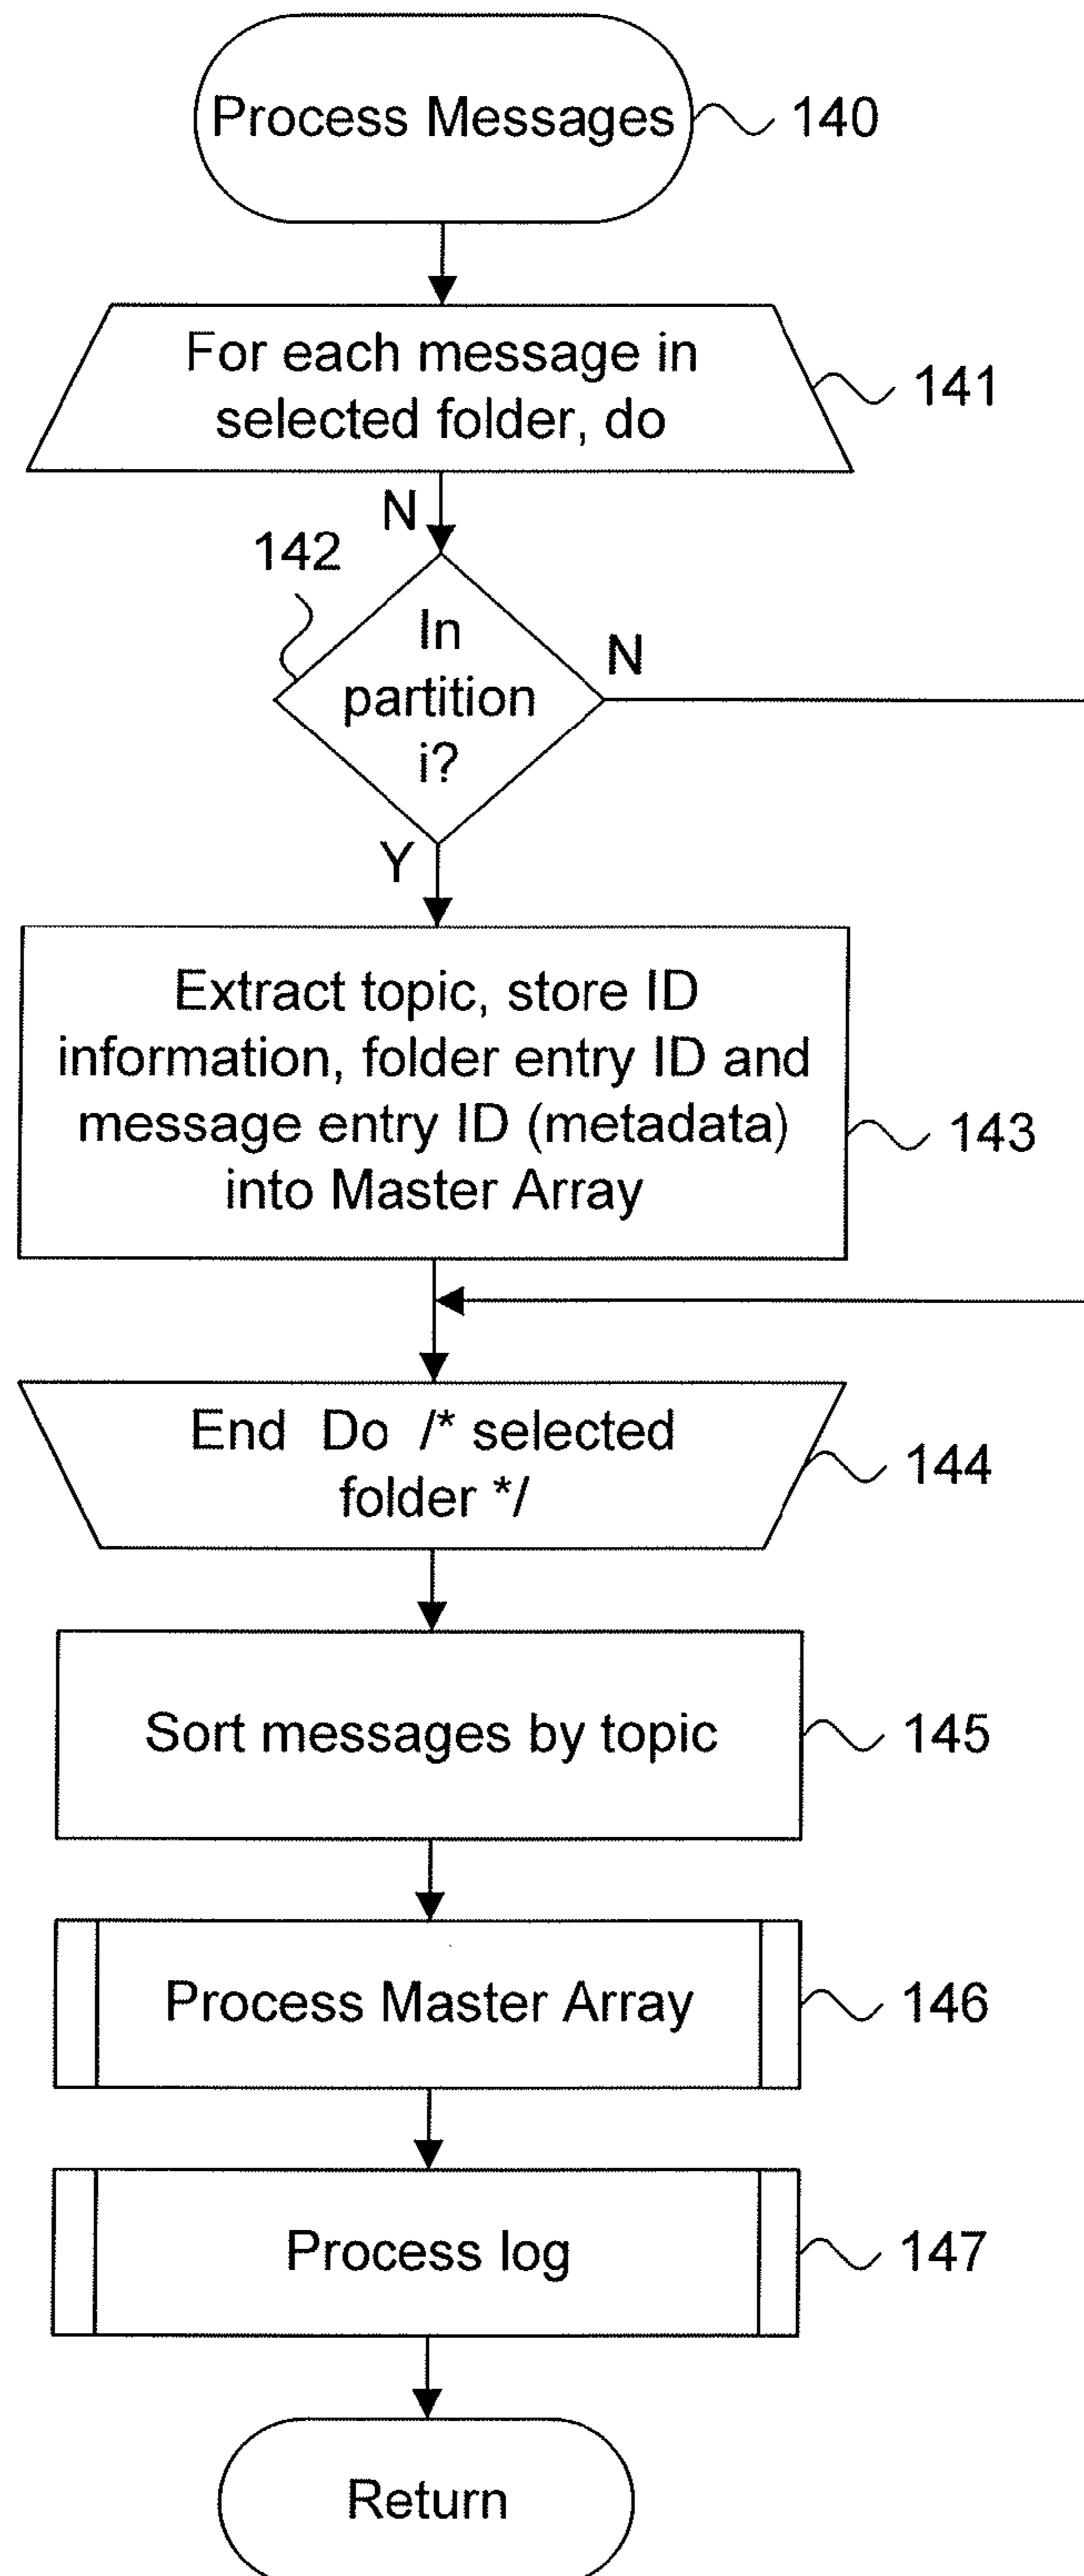 Process Messages
140
For each message in
selected folder, do
141
N
142
In
partition
i?
N
Y
Extract topic, store ID
information, folder entry ID and
message entry ID (metadata)
into Master Array
143
End Do /* selected
folder */
144
Sort messages by topic
145
Process Master Array
146
Process log
147
Return